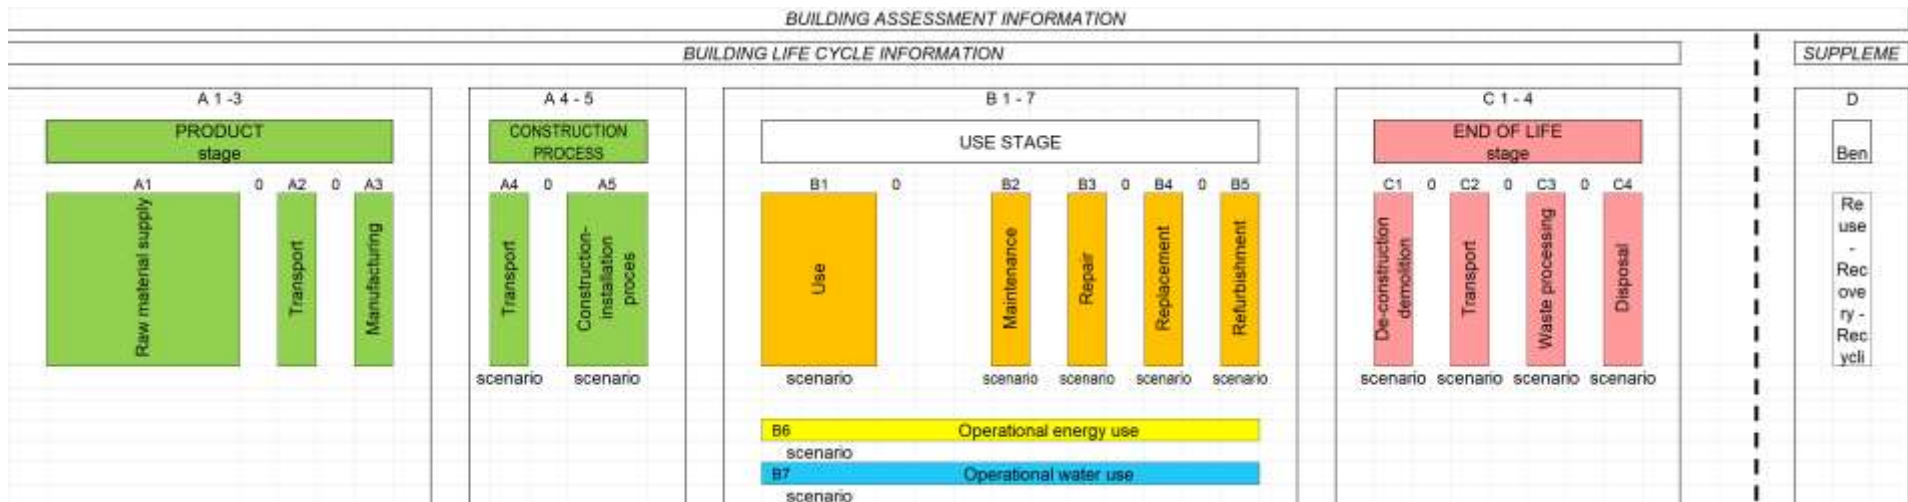 BUILDING ASSESSMENT INFORMATION
BUILDING LIFE CYCLE INFORMATION
SUPPLEME
A 1 -3
A 4 - 5
B 1 - 7
C 1 - 4
D
PRODUCT
stage
CONSTRUCTION
PROCESS
USE STAGE
END OF LIFE
stage
Ben
A1 0 A2 0 A3
A4 0 A5
B1 0 B2 B3 0 B4 0 B5
C1 0 C2 0 C3 0 C4
Raw material supply
Transport
Manufacturing
Transport
Construction-
installation
proces
Use
Maintenance
Repair
Replacement
Refurbishment
De-construction
demolition
Transport
Waste processing
Disposal
Re
use
-
Rec
ove
ry -
Rec
ycli
scenario scenario
scenario scenario scenario scenario scenario
scenario scenario scenario scenario
B6 Operational energy use
scenario
B7 Operational water use
scenario